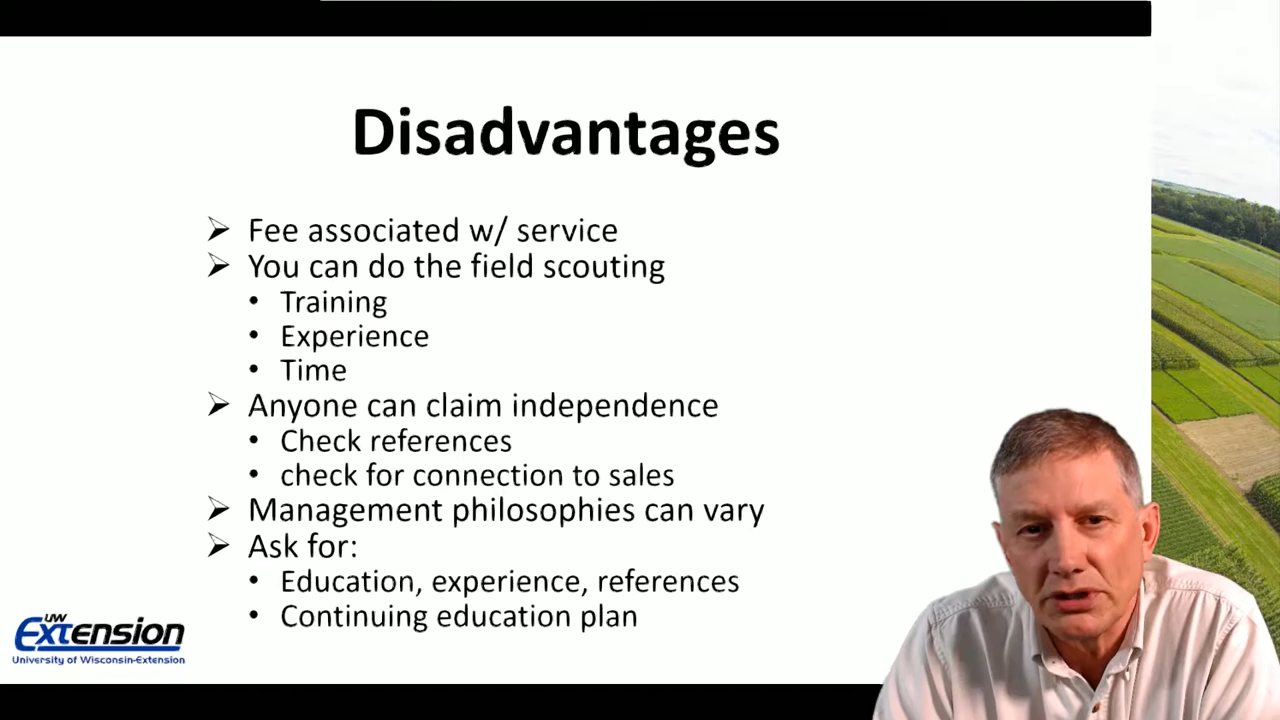 Disadvantages
➢ Fee associated w/ service
➢ You can do the field scouting
• Training
• Experience
• Time
➢ Anyone can claim independence
• Check references
• check for connection to sales
➢ Management philosophies can vary
➢ Ask for:
• Education, experience, references
• Continuing education plan
UW
Extension
University of Wisconsin-Extension